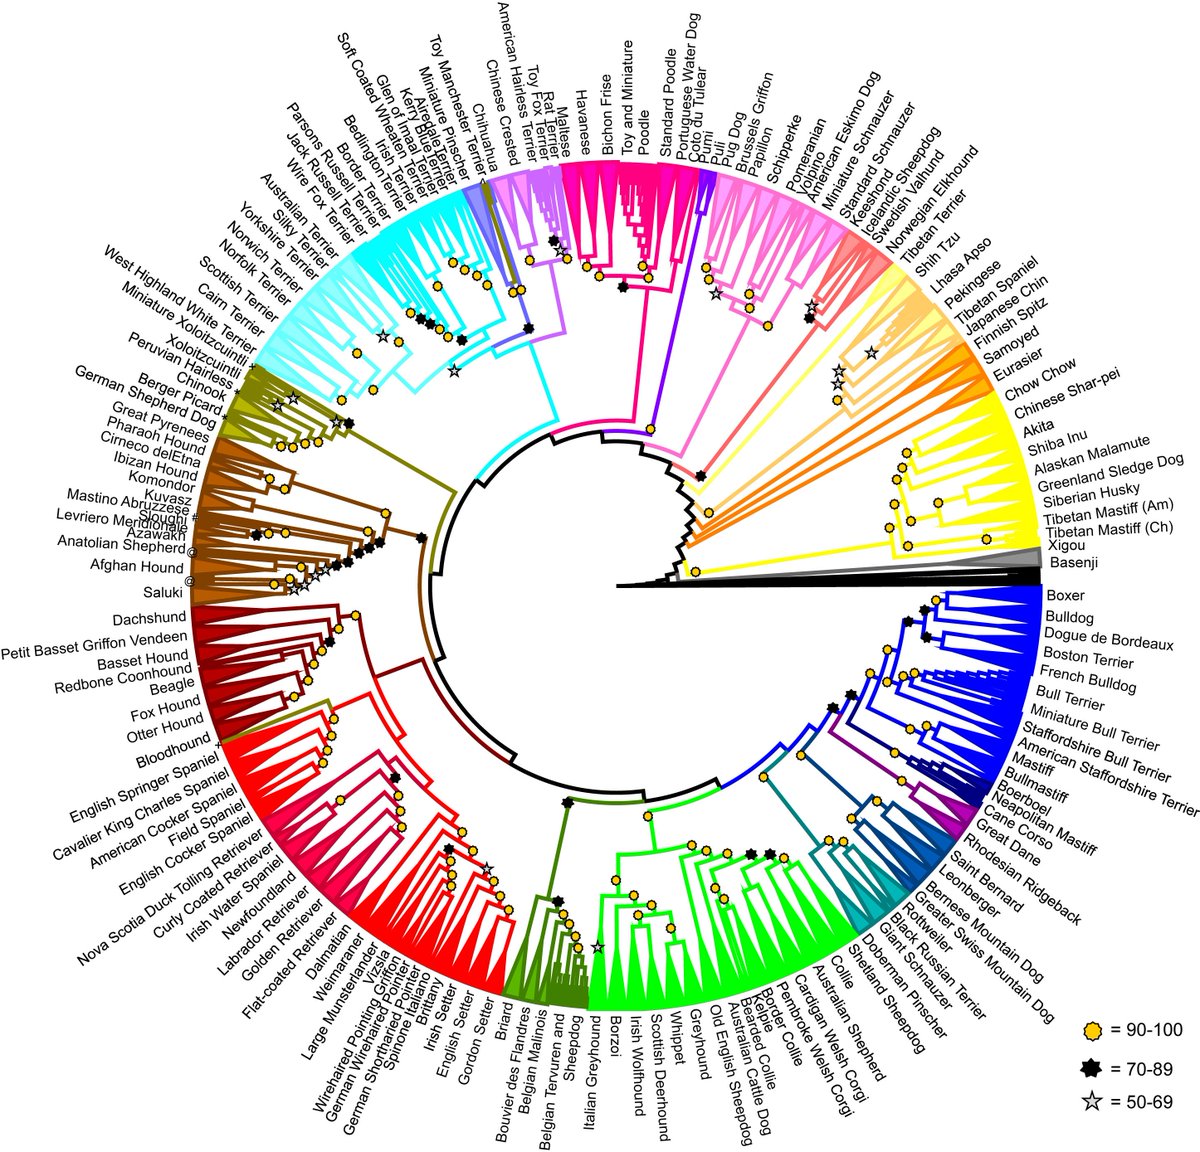 American Hairless Terrier
Toy Fox Terrier
Rat Terrier
Maltese
Havanese
Bichon Frise
Toy and Miniature
Poodle
Standard Poodle
Portuguese Water Dog
Coto du Tulear
Pumi
Puli
Pug Dog
Brussels Griffon
Papillon
Schipperke
Pomeranian
Volpino
American Eskimo Dog
Miniature Schnauzer
Standard Schnauzer
Keeshond
Icelandic Sheepdog
Swedish Valhund
Norwegian Elkhound
Tibetan Terrier
Shih Tzu
Lhasa Apso
Pekingese
Tibetan Spaniel
Japanese Chin
Finnish Spitz
Samoyed
Eurasier
Chow Chow
Chinese Shar-pei
Akita
Shiba Inu
Alaskan Malamute
Greenland Sledge Dog
Siberian Husky
Tibetan Mastiff (Am)
Tibetan Mastiff (Ch)
Xigou
Basenji
Boxer
Bulldog
Dogue de Bordeaux
Boston Terrier
French Bulldog
Bull Terrier
Miniature Bull Terrier
Staffordshire Bull Terrier
American Staffordshire Terrier
Mastiff
Bullmastiff
Boerboel
Neapolitan Mastiff
Cane Corso
Great Dane
Rhodesian Ridgeback
Saint Bernard
Leonberger
Bernese Mountain Dog
Greater Swiss Mountain Dog
Rottweiler
Black Russian Terrier
Giant Schnauzer
Doberman Pinscher
Shetland Sheepdog
Collie
Australian Shepherd
Cardigan Welsh Corgi
Pembroke Welsh Corgi
Border Collie
Kelpie
Bearded Collie
Australian Cattle Dog
Old English Sheepdog
Greyhound
Whippet
Scottish Deerhound
Irish Wolfhound
Borzoi
Italian Greyhound
Belgian Tervuren and
Sheepdog
Belgian Malinois
Bouvier des Flandres
Briard
Gordon Setter
English Setter
Irish Setter
Brittany
Spinone Italiano
German Shorthaired Pointer
German Wirehaired Pointer
Wirehaired Pointing Griffon
Vizsla
Large Munsterlander
Weimaraner
Dalmatian
Flat-coated Retriever
Golden Retriever
Labrador Retriever
Newfoundland
Irish Water Spaniel
Curly Coated Retriever
Nova Scotia Duck Tolling Retriever
English Cocker Spaniel
Field Spaniel
American Cocker Spaniel
Cavalier King Charles Spaniel
English Springer Spaniel
+
Bloodhound
Otter Hound
Fox Hound
Beagle
Redbone Coonhound
Basset Hound
Petit Basset Griffon Vendeen
Dachshund
Saluki
@
Afghan Hound
Anatolian Shepherd
@
Azawakh
Levriero Meridionale
Sloughi
#
Mastino Abruzzese
Kuvasz
Komondor
Ibizan Hound
Cirneco delEtna
Pharaoh Hound
Great Pyrenees
German Shepherd Dog
*
Berger Picard
Chinook
Peruvian Hairless
*
Xoloitzcuintli
Miniature Xoloitzcuintli
+
West Highland White Terrier
Cairn Terrier
Scottish Terrier
Norfolk Terrier
Norwich Terrier
Yorkshire Terrier
Silky Terrier
Australian Terrier
Wire Fox Terrier
Jack Russell Terrier
Parsons Russell Terrier
Border Terrier
BedlingtonTerrier
Irish Terrier
Soft Coated Wheaten Terrier
Glen of Imaal Terrier
Kerry Blue Terrier
Airedale Terrier
Miniature Pinscher
Toy Manchester Terrier
Chihuahua
Chinese Crested
= 90-100
= 70-89
= 50-69